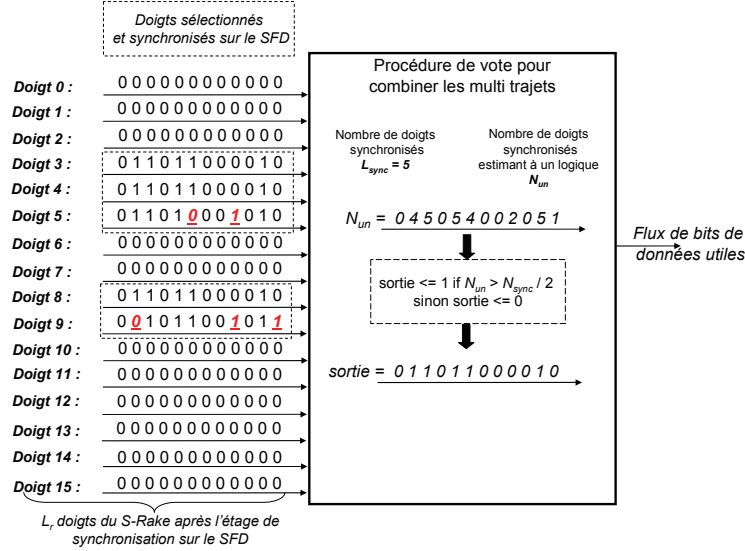 Doigts sélectionnés
et synchronisés sur le SFD
Doigt 0 : 0 0 0 0 0 0 0 0 0 0 0 0
Doigt 1 : 0 0 0 0 0 0 0 0 0 0 0 0
Doigt 2 : 0 0 0 0 0 0 0 0 0 0 0 0
Doigt 3 : 0 1 1 0 1 1 0 0 0 0 1 0
Doigt 4 : 0 1 1 0 1 1 0 0 0 0 1 0
Doigt 5 : 0 1 1 0 1 0 0 0 1 0 1 0
Doigt 6 : 0 0 0 0 0 0 0 0 0 0 0 0
Doigt 7 : 0 0 0 0 0 0 0 0 0 0 0 0
Doigt 8 : 0 1 1 0 1 1 0 0 0 0 1 0
Doigt 9 : 0 0 1 0 1 1 0 0 1 0 1 1
Doigt 10 : 0 0 0 0 0 0 0 0 0 0 0 0
Doigt 11 : 0 0 0 0 0 0 0 0 0 0 0 0
Doigt 12 : 0 0 0 0 0 0 0 0 0 0 0 0
Doigt 13 : 0 0 0 0 0 0 0 0 0 0 0 0
Doigt 14 : 0 0 0 0 0 0 0 0 0 0 0 0
Doigt 15 : 0 0 0 0 0 0 0 0 0 0 0 0
L_r doigts du S-Rake après l'étage de
synchronisation sur le SFD
Procédure de vote pour
combiner les multi trajets
Nombre de doigts
synchronisés
L_sync = 5
Nombre de doigts
synchronisés
estimant à un logique
N_un
N_un = 0 4 5 0 5 4 0 0 2 0 5 1
sortie <= 1 if N_un > N_sync / 2
sinon sortie <= 0
sortie = 0 1 1 0 1 1 0 0 0 0 1 0
Flux de bits de
données utiles